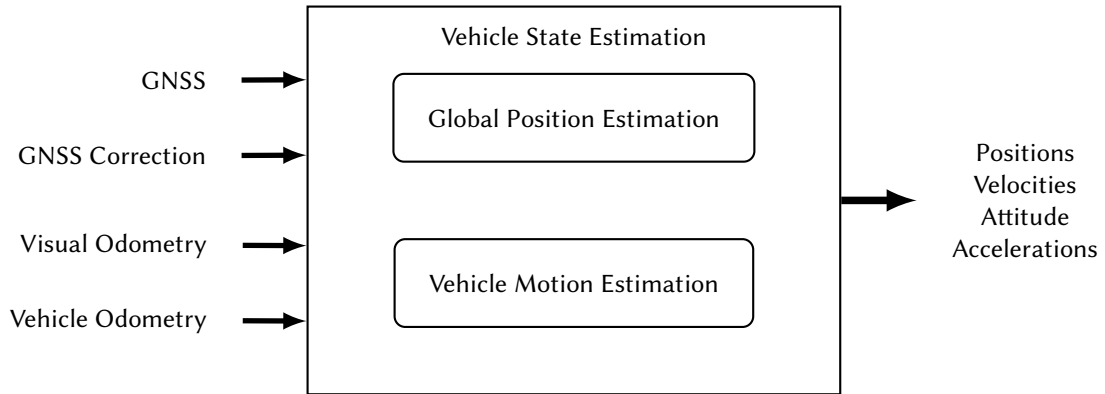 Vehicle State Estimation
GNSS
Global Position Estimation
GNSS Correction
Positions
Velocities
Attitude
Accelerations
Visual Odometry
Vehicle Motion Estimation
Vehicle Odometry